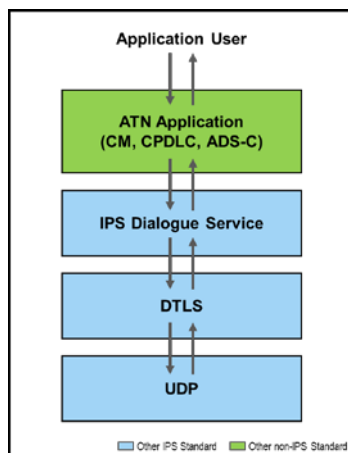 Application User
ATN Application
(CM, CPDLC, ADS-C)
IPS Dialogue Service
DTLS
UDP
Other IPS Standard Other non-IPS Standard